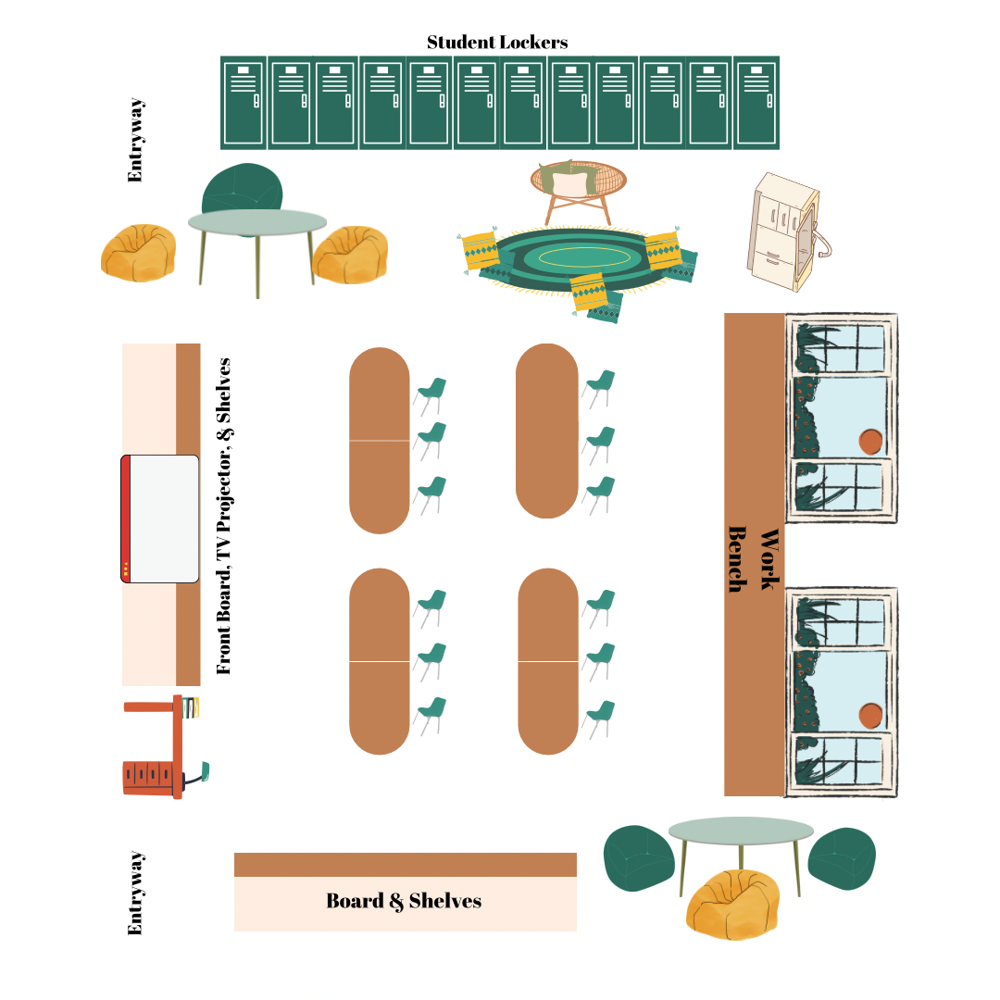 Student Lockers
Entryway
Front Board, TV Projector, & Shelves
Work
Bench
Entryway
Board & Shelves